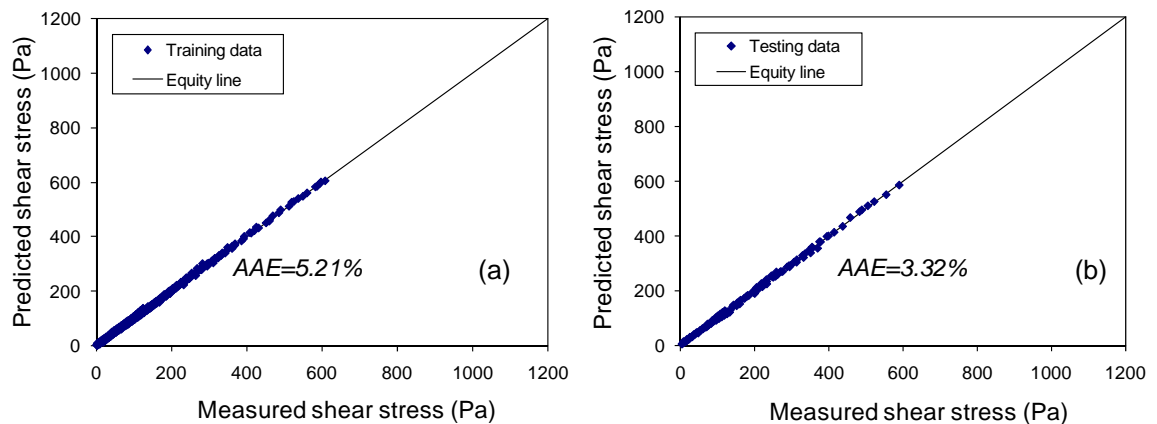 1200
1000
800
600
400
200
0
Predicted shear stress (Pa)
Training data
Equity line
AAE=5.21%
(a)
0 200 400 600 800 1000 1200
Measured shear stress (Pa)
1200
1000
800
600
400
200
0
Predicted shear stress (Pa)
Testing data
Equity line
AAE=3.32%
(b)
0 200 400 600 800 1000 1200
Measured shear stress (Pa)